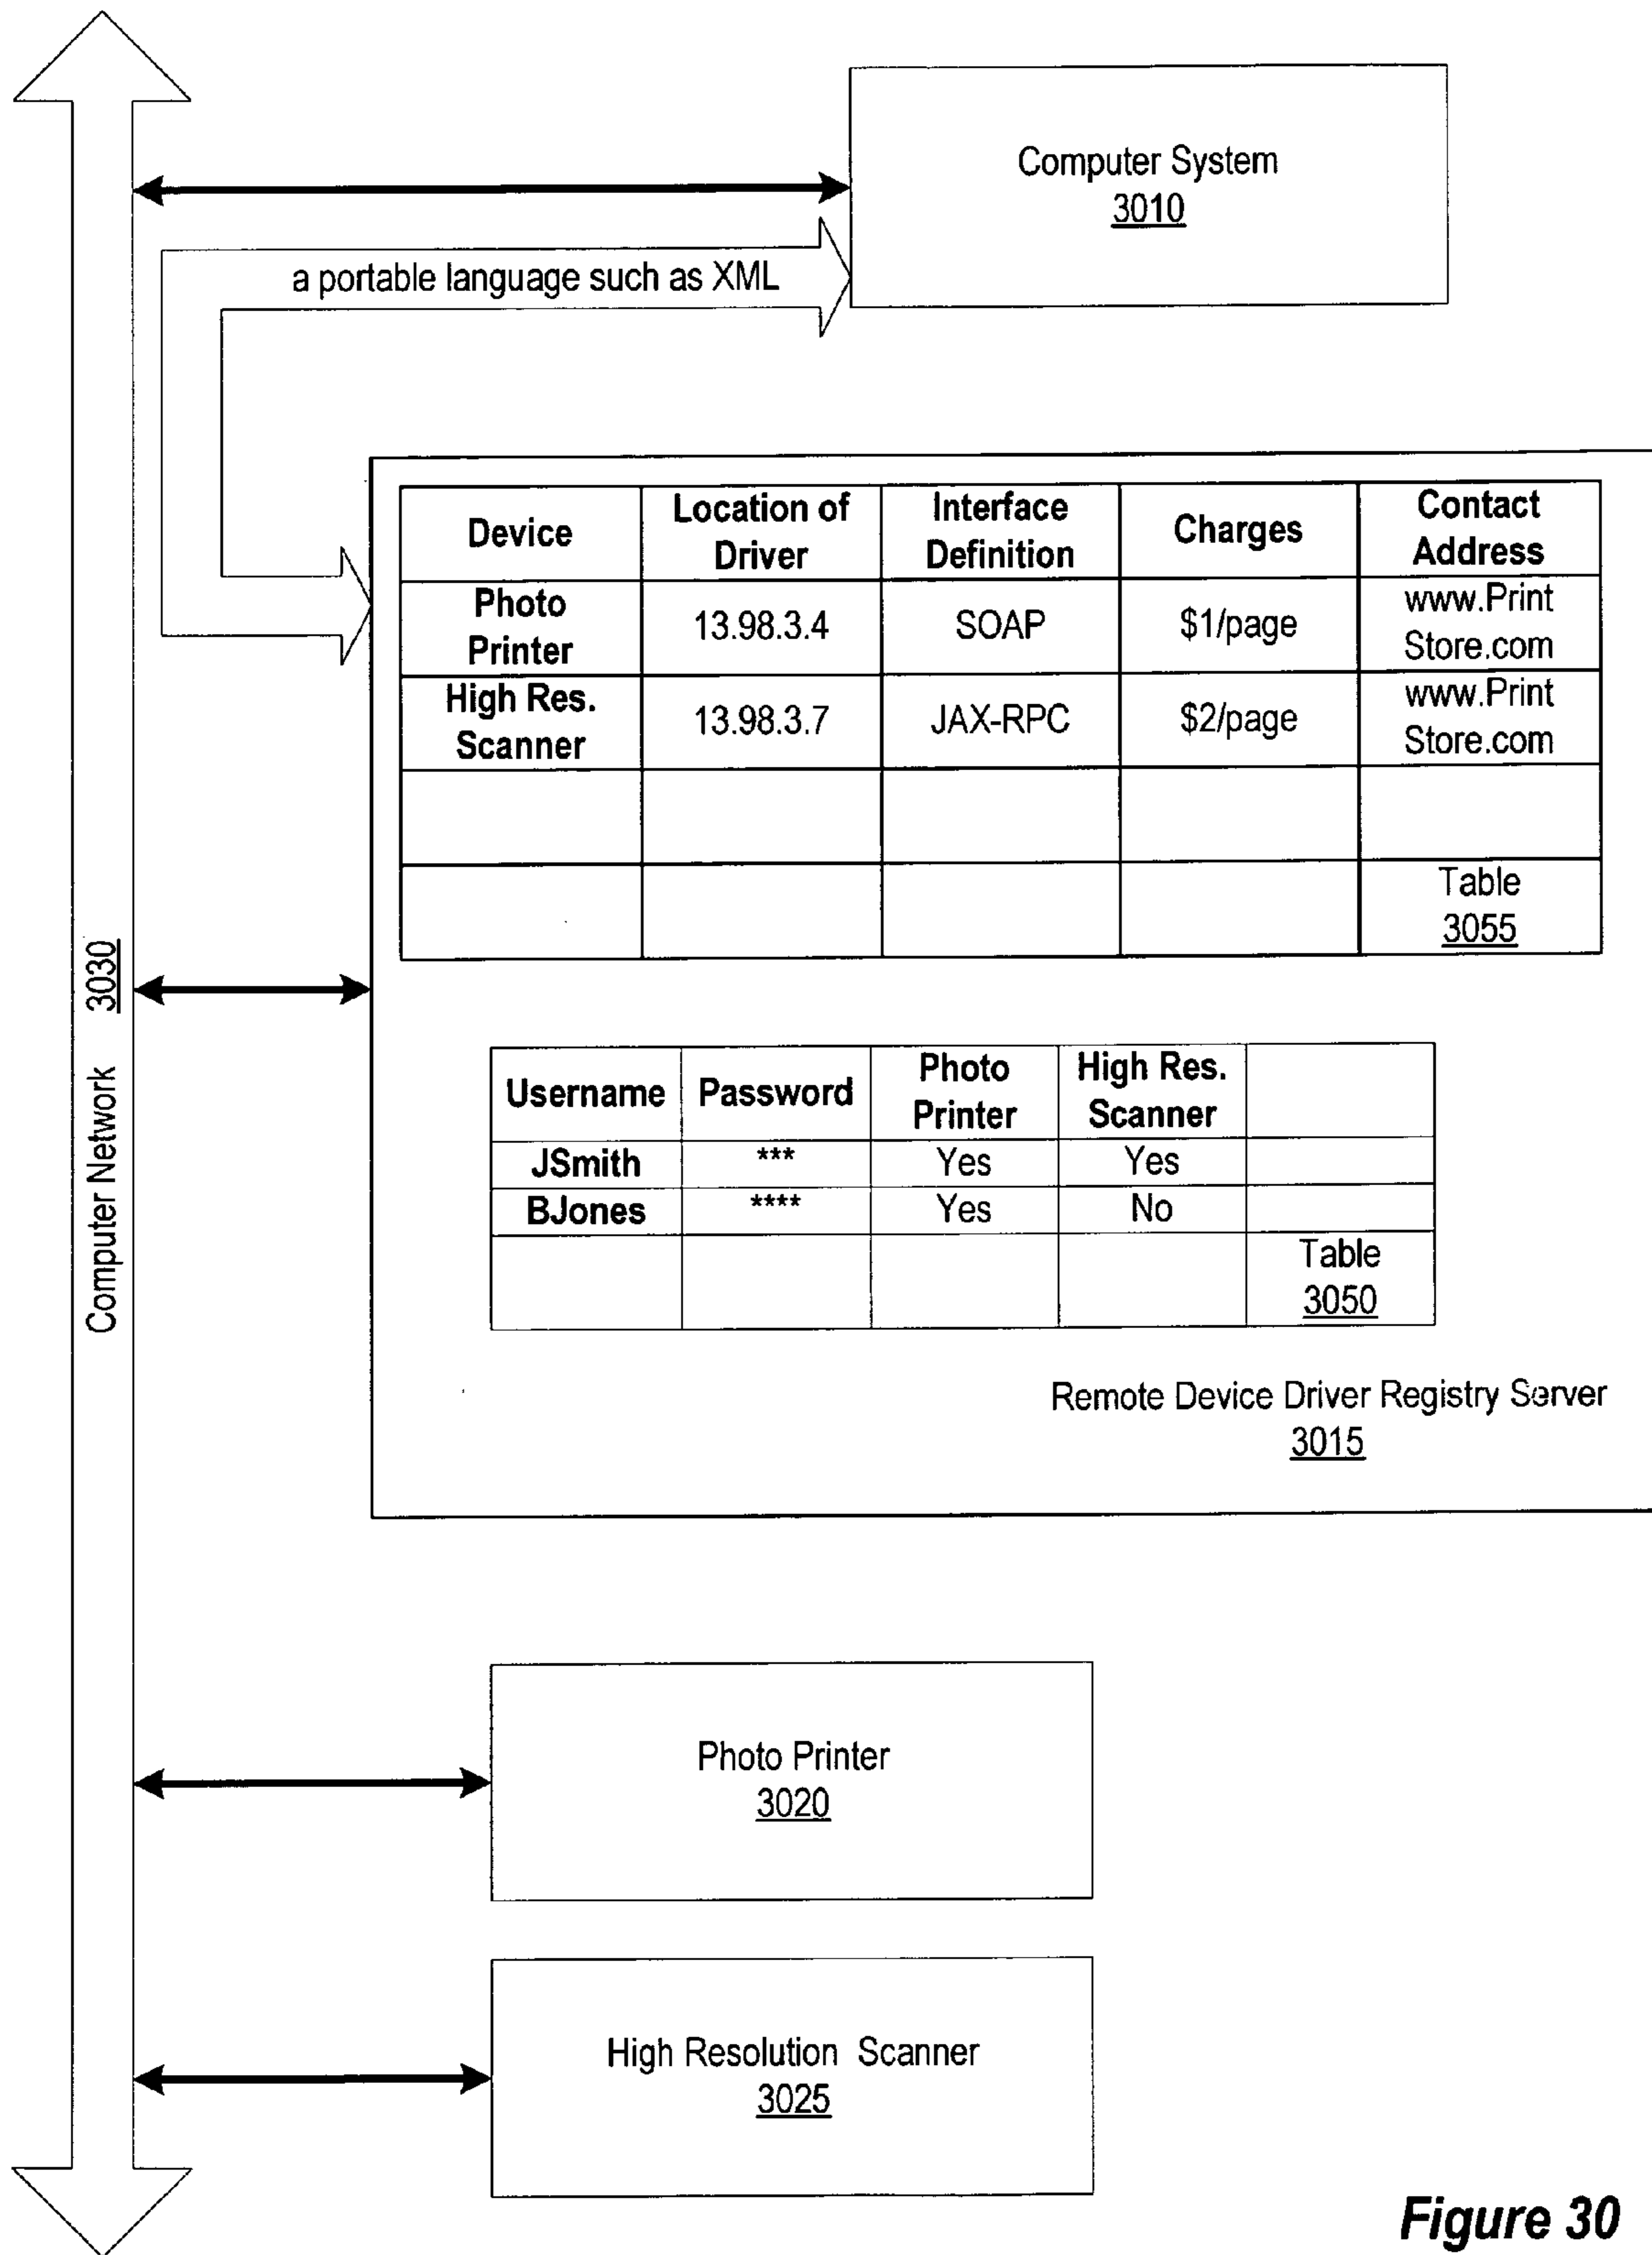 Computer System
3010
a portable language such as XML
Device Location of Driver Interface Definition Charges Contact Address
Photo Printer 13.98.3.4 SOAP $1/page www.Print Store.com
High Res. Scanner 13.98.3.7 JAX-RPC $2/page www.Print Store.com
Table
3055
Computer Network 3030
Username Password Photo Printer High Res. Scanner
JSmith *** Yes Yes
BJones **** Yes No
Table
3050
Remote Device Driver Registry Server
3015
Photo Printer
3020
High Resolution Scanner
3025
Figure 30